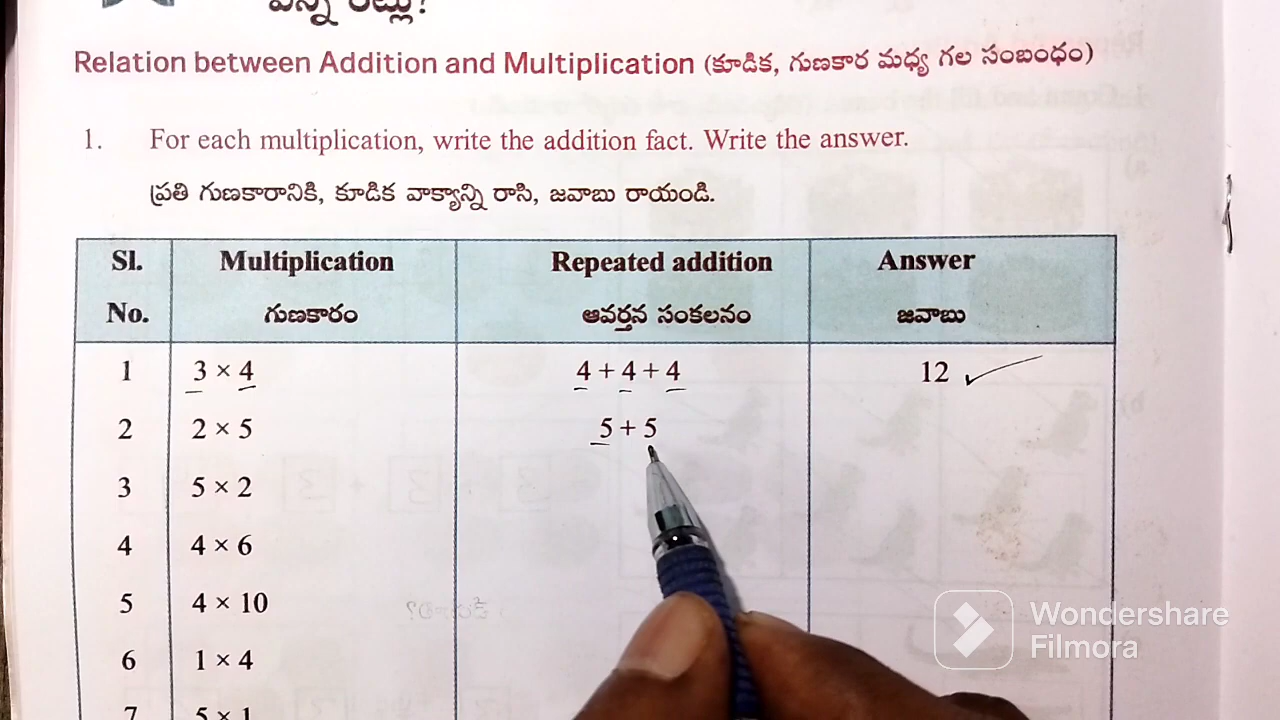 Relation between Addition and Multiplication (కూడిక, గుణకార మధ్య గల సంబంధం)
1. For each multiplication, write the addition fact. Write the answer.
ప్రతి గుణకారానికి, కూడిక వాక్యాన్ని రాసి, జవాబు రాయండి.
Sl. Multiplication Repeated addition Answer
No. గుణకారం ఆవర్తన సంకలనం జవాబు
1 3 × 4 4 + 4 + 4 12
2 2 × 5 5 + 5
3 5 × 2
4 4 × 6
5 4 × 10
6 1 × 4
7 5 × 1
Wondershare
Filmora